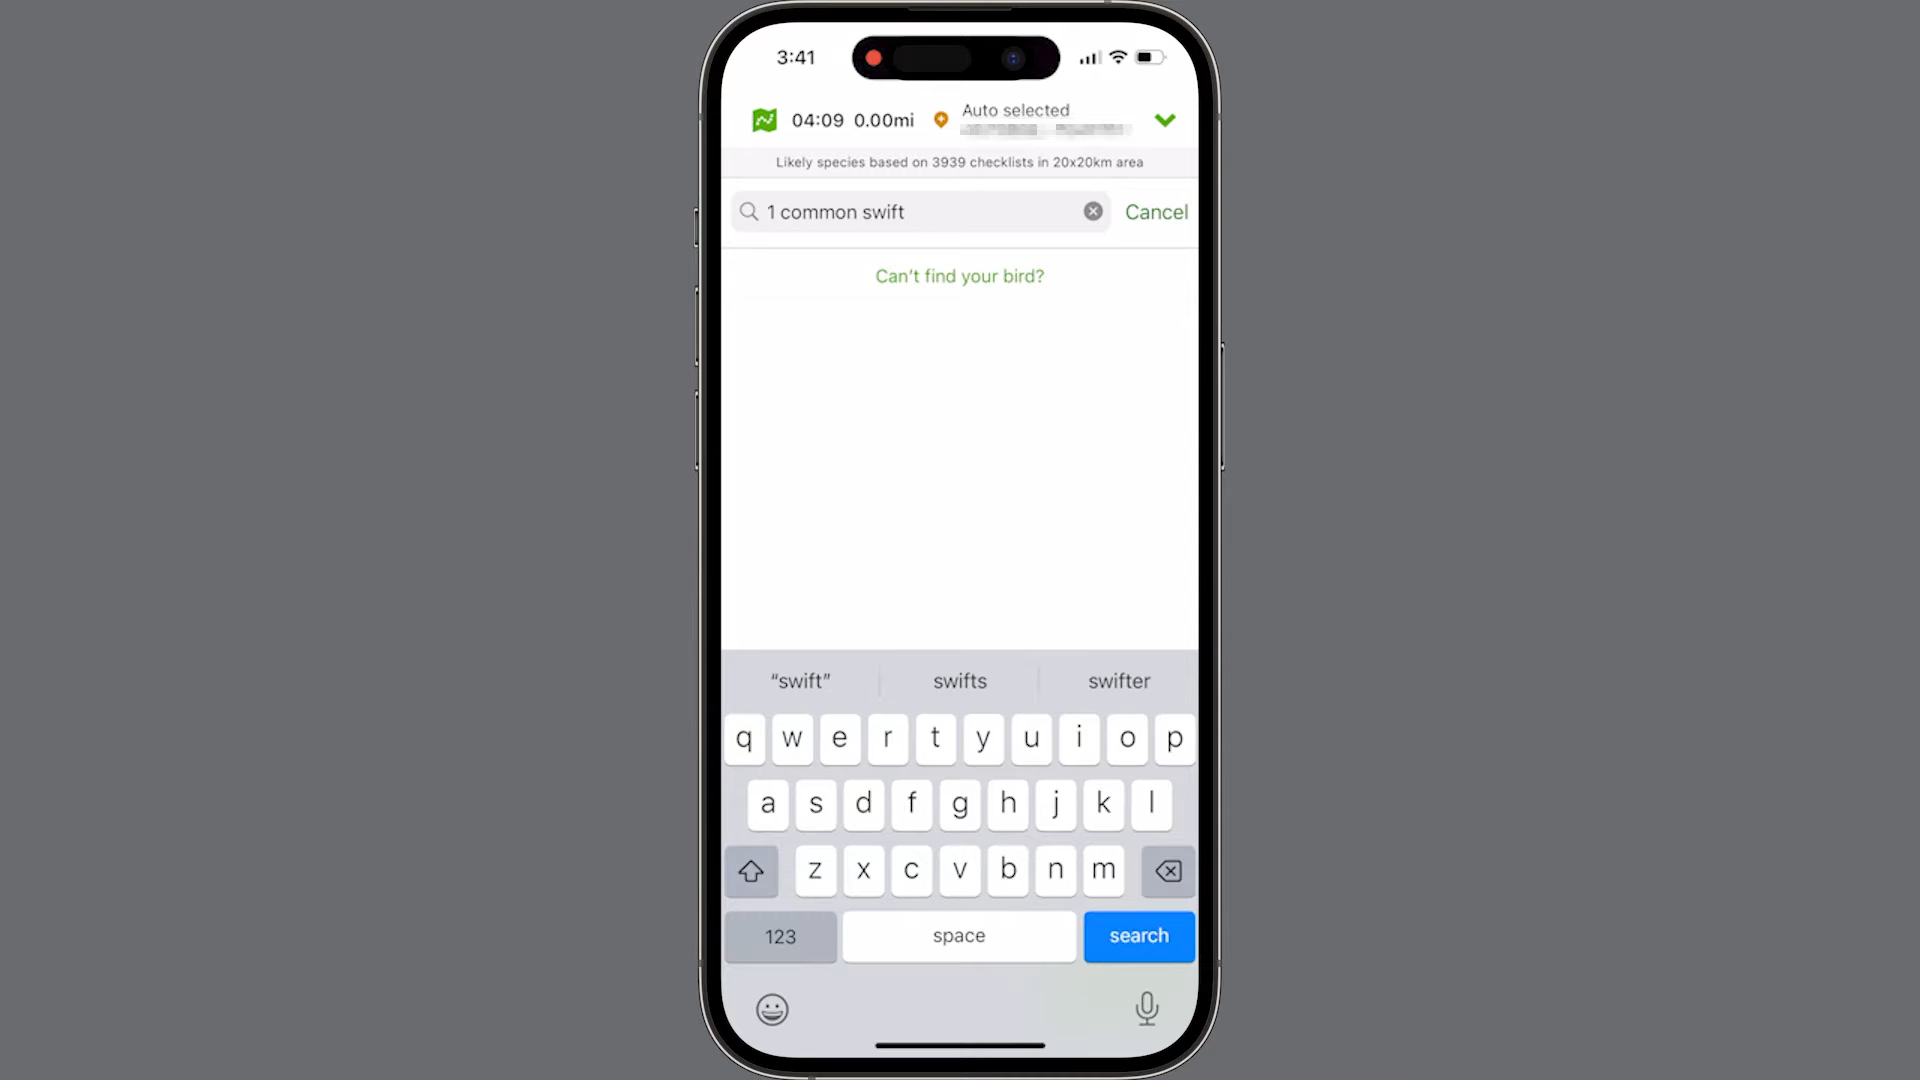 3:41
04:09 0.00mi Auto selected
Likely species based on 3939 checklists in 20x20km area
1 common swift Cancel
Can't find your bird?
“swift” swifts swifter
q w e r t y u i o p
a s d f g h j k l
z x c v b n m
123 space search